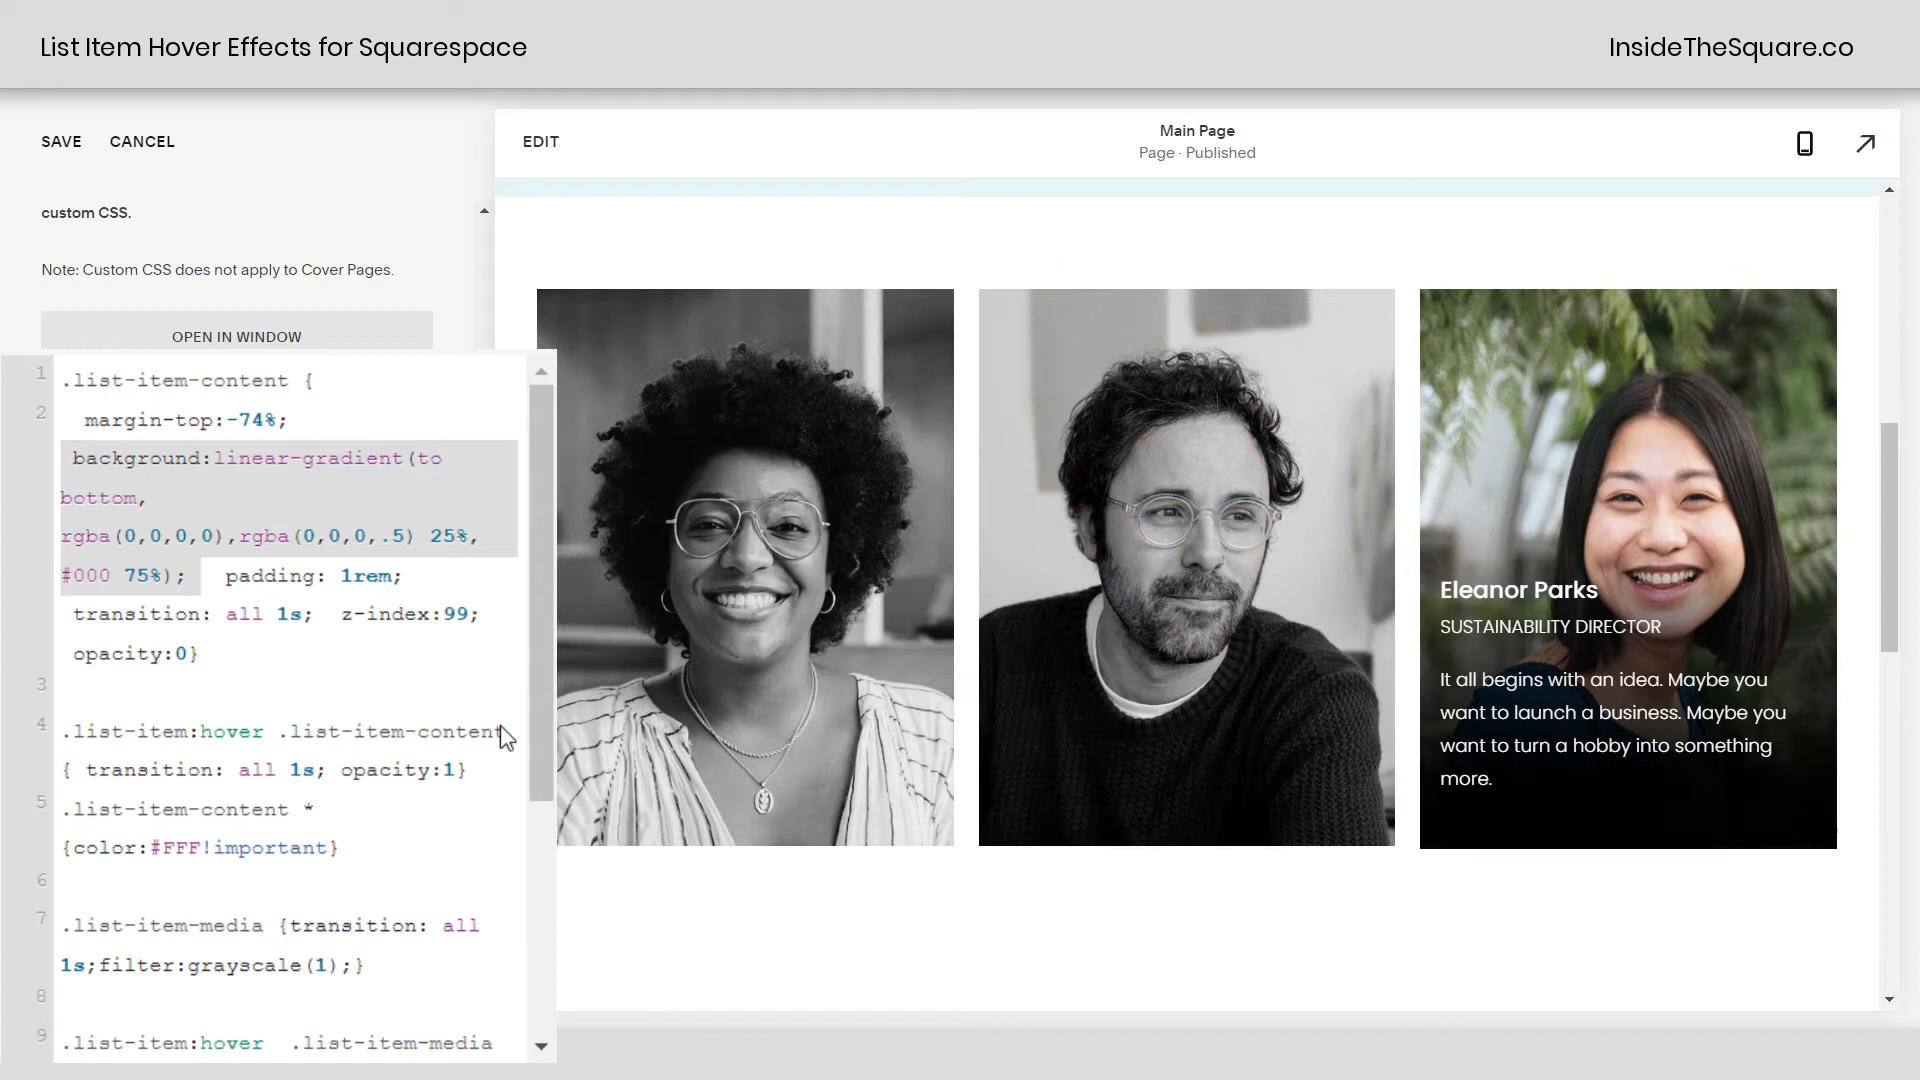 List Item Hover Effects for Squarespace
InsideTheSquare.co
SAVE CANCEL
EDIT
Main Page
Page · Published
custom CSS.
Note: Custom CSS does not apply to Cover Pages.
OPEN IN WINDOW
1 .list-item-content {
2 margin-top:-74%;
background:linear-gradient(to
bottom,
rgba(0,0,0,0),rgba(0,0,0,.5) 25%,
#000 75%); padding: 1rem;
transition: all 1s; z-index:99;
opacity:0}
3
4 .list-item:hover .list-item-content
{ transition: all 1s; opacity:1}
5 .list-item-content *
{color:#FFF!important}
6
7 .list-item-media {transition: all
1s;filter:grayscale(1);}
8
9 .list-item:hover .list-item-media
Eleanor Parks
SUSTAINABILITY DIRECTOR
It all begins with an idea. Maybe you
want to launch a business. Maybe you
want to turn a hobby into something
more.